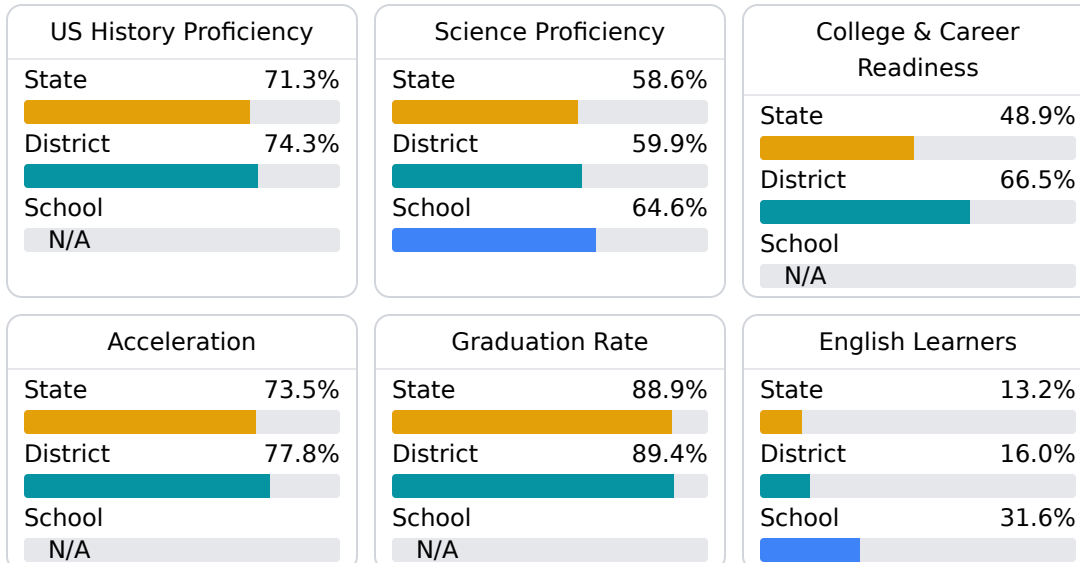 US History Proficiency
State 71.3%
District 74.3%
School
N/A
Science Proficiency
State 58.6%
District 59.9%
School 64.6%
College & Career
Readiness
State 48.9%
District 66.5%
School
N/A
Acceleration
State 73.5%
District 77.8%
School
N/A
Graduation Rate
State 88.9%
District 89.4%
School
N/A
English Learners
State 13.2%
District 16.0%
School 31.6%